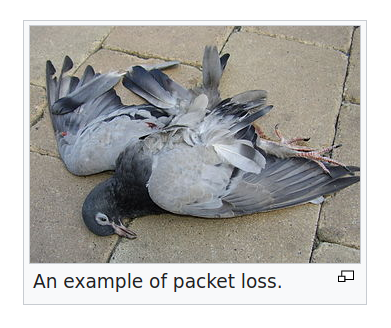 An example of packet loss.